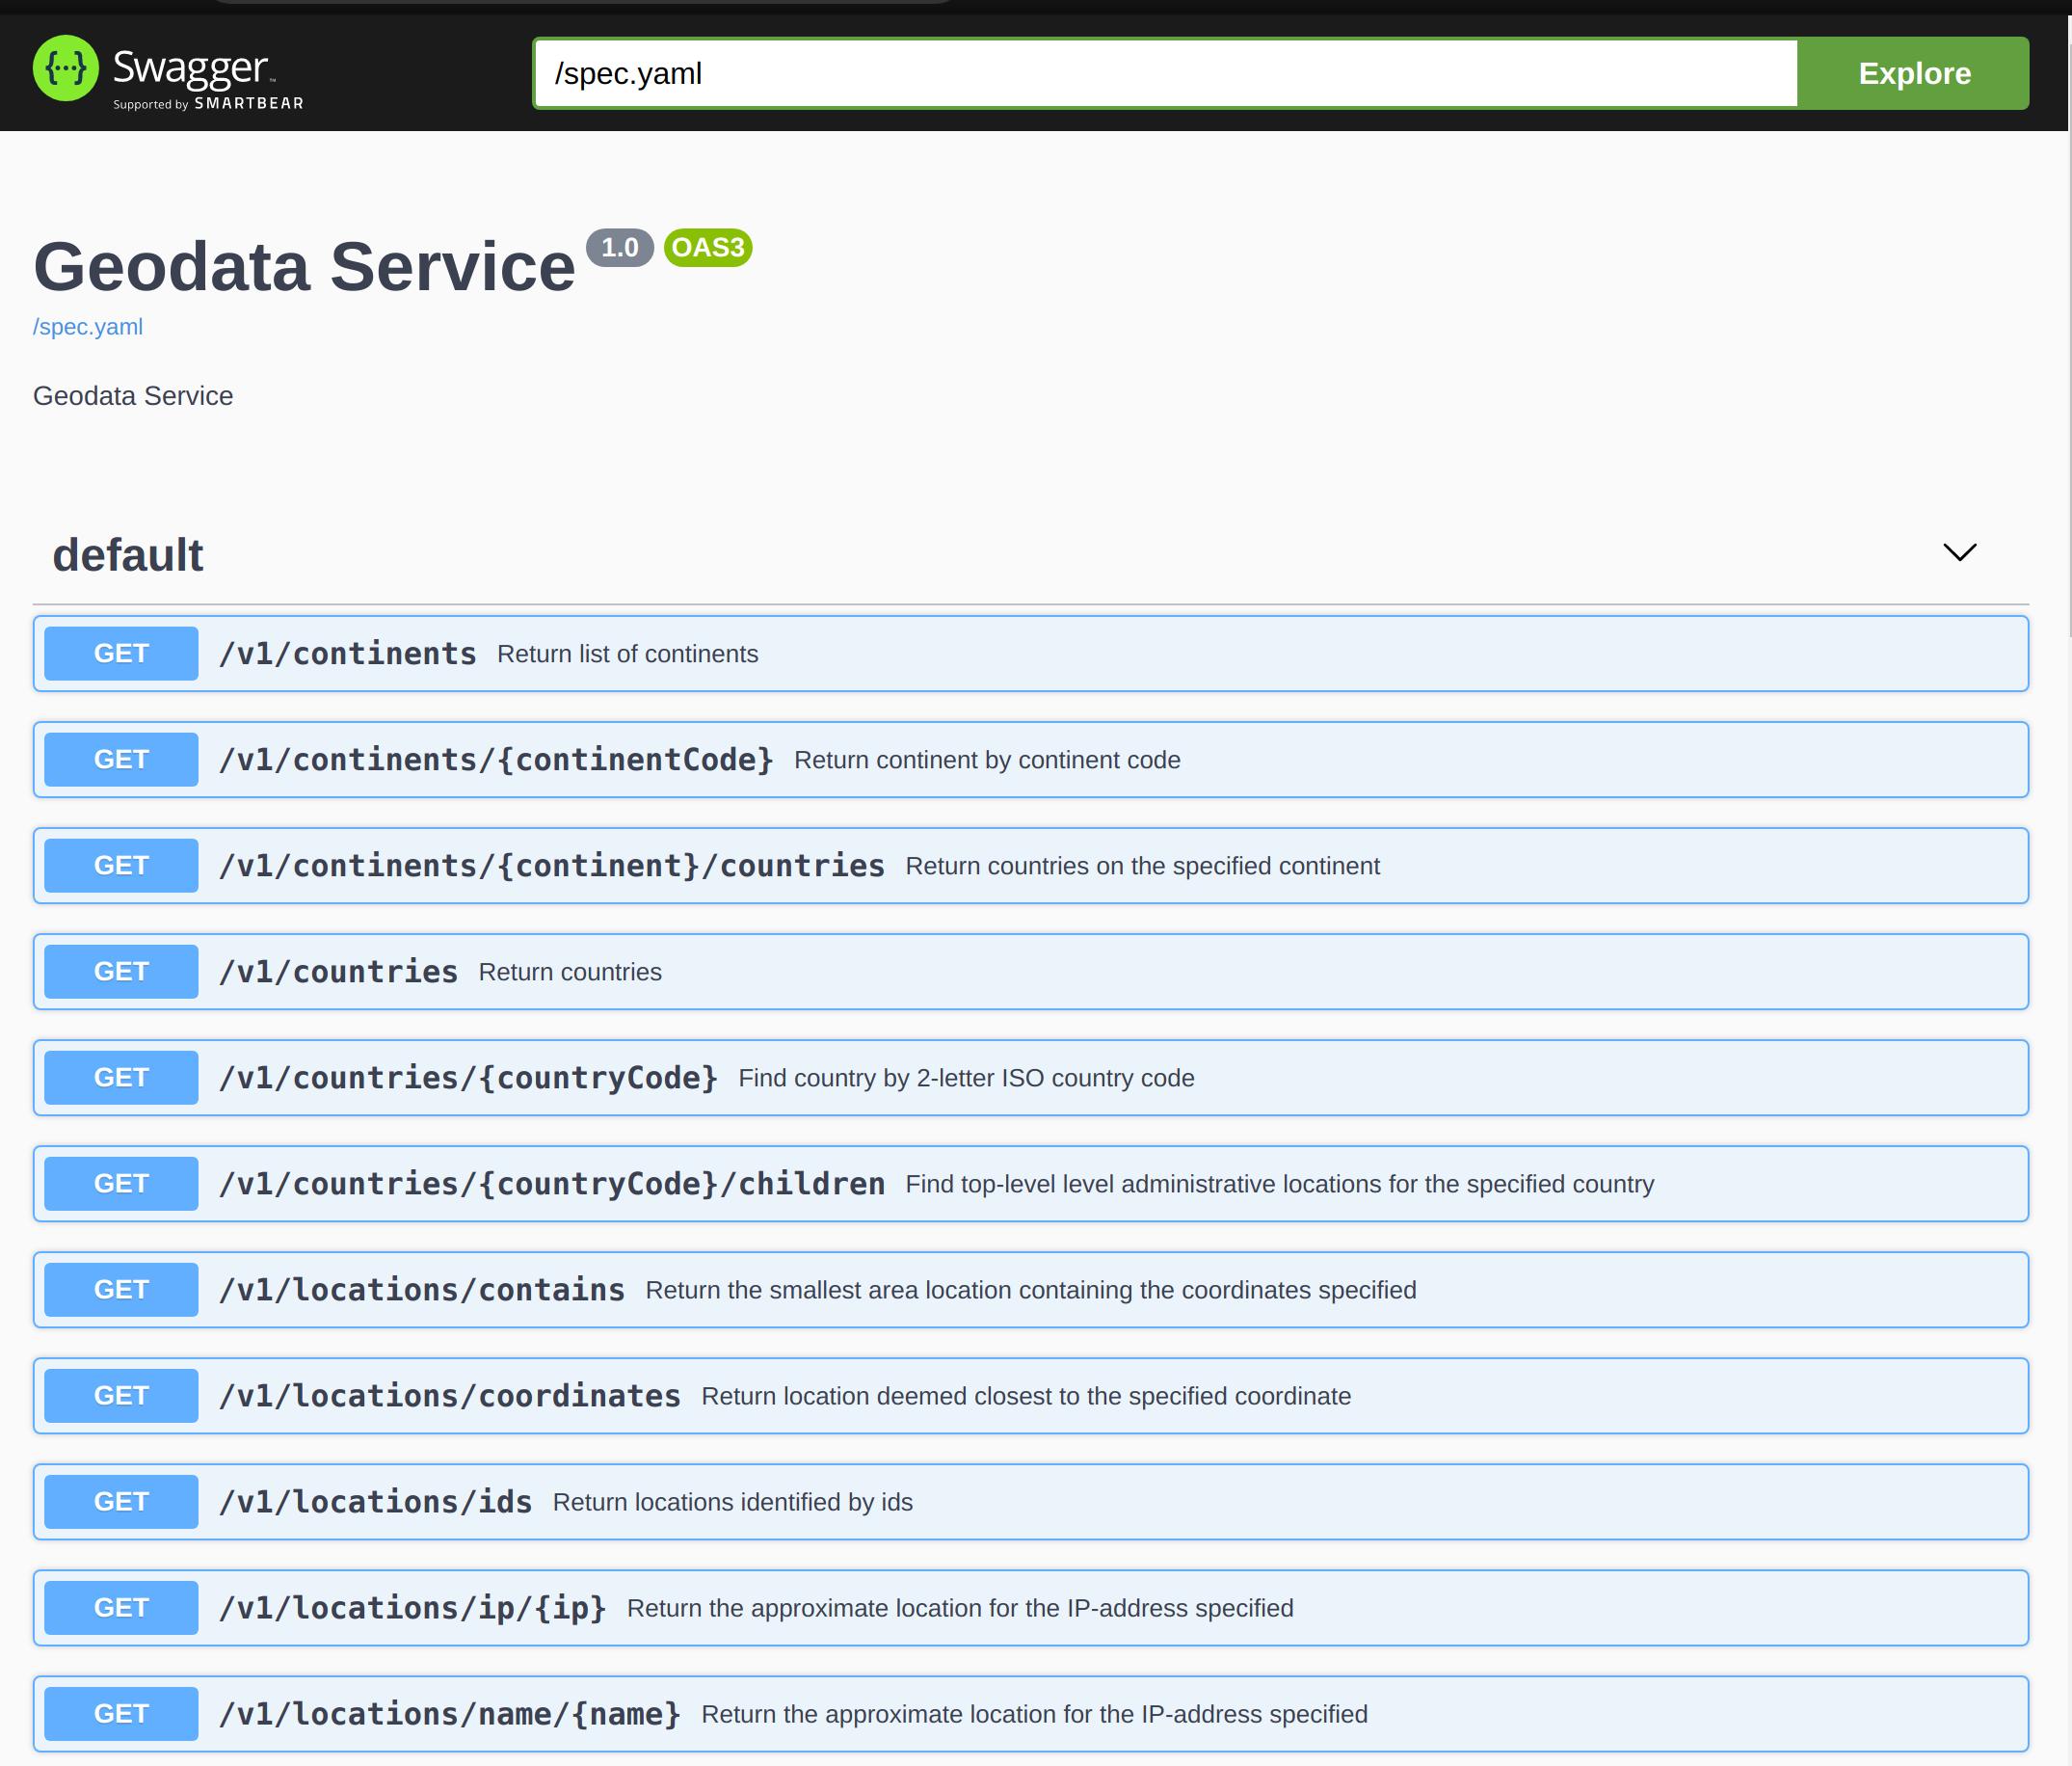 Swagger™
Supported by SMARTBEAR
/spec.yaml
Explore
Geodata Service 1.0 OAS3
/spec.yaml
Geodata Service
default
GET /v1/continents Return list of continents
GET /v1/continents/{continentCode} Return continent by continent code
GET /v1/continents/{continent}/countries Return countries on the specified continent
GET /v1/countries Return countries
GET /v1/countries/{countryCode} Find country by 2-letter ISO country code
GET /v1/countries/{countryCode}/children Find top-level level administrative locations for the specified country
GET /v1/locations/contains Return the smallest area location containing the coordinates specified
GET /v1/locations/coordinates Return location deemed closest to the specified coordinate
GET /v1/locations/ids Return locations identified by ids
GET /v1/locations/ip/{ip} Return the approximate location for the IP-address specified
GET /v1/locations/name/{name} Return the approximate location for the IP-address specified